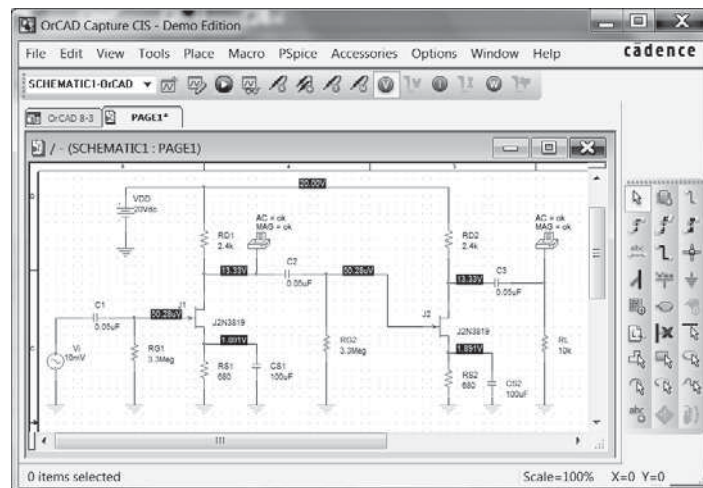 OrCAD Capture CIS - Demo Edition
File Edit View Tools Place Macro PSpice Accessories Options Window Help
cādence
SCHEMATIC1-OrCAD
OrCAD 8-3
PAGE1*
/ - (SCHEMATIC1 : PAGE1)
20.00V
VDD
20Vdc
RD1
2.4k
AC = ok
MAG = ok
C2
0.05uF
13.33V
50.28uV
RD2
2.4k
AC = ok
MAG = ok
13.33V
C3
0.05uF
C1
0.05uF
50.28uV
J1
J2N3819
1.891V
J2
J2N3819
1.891V
Vi
10mV
RG1
3.3Meg
RS1
680
CS1
100uF
RG2
3.3Meg
RS2
680
CS2
100uF
RL
10k
0 items selected
Scale=100% X=0 Y=0